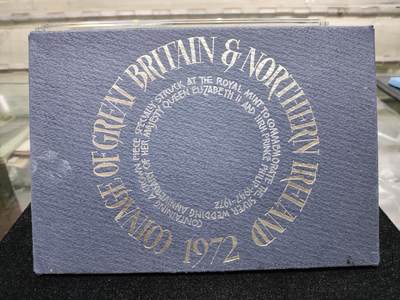 COINAGE OF GREAT BRITAIN & NORTHERN IRELAND
1972
CONTAINING A CROWN PIECE SPECIALLY STRUCK AT THE ROYAL MINT TO COMMEMORATE THE SILVER WEDDING ANNIVERSARY OF HER MAJESTY QUEEN ELIZABETH II AND HRH PRINCE PHILIP 1947-1972